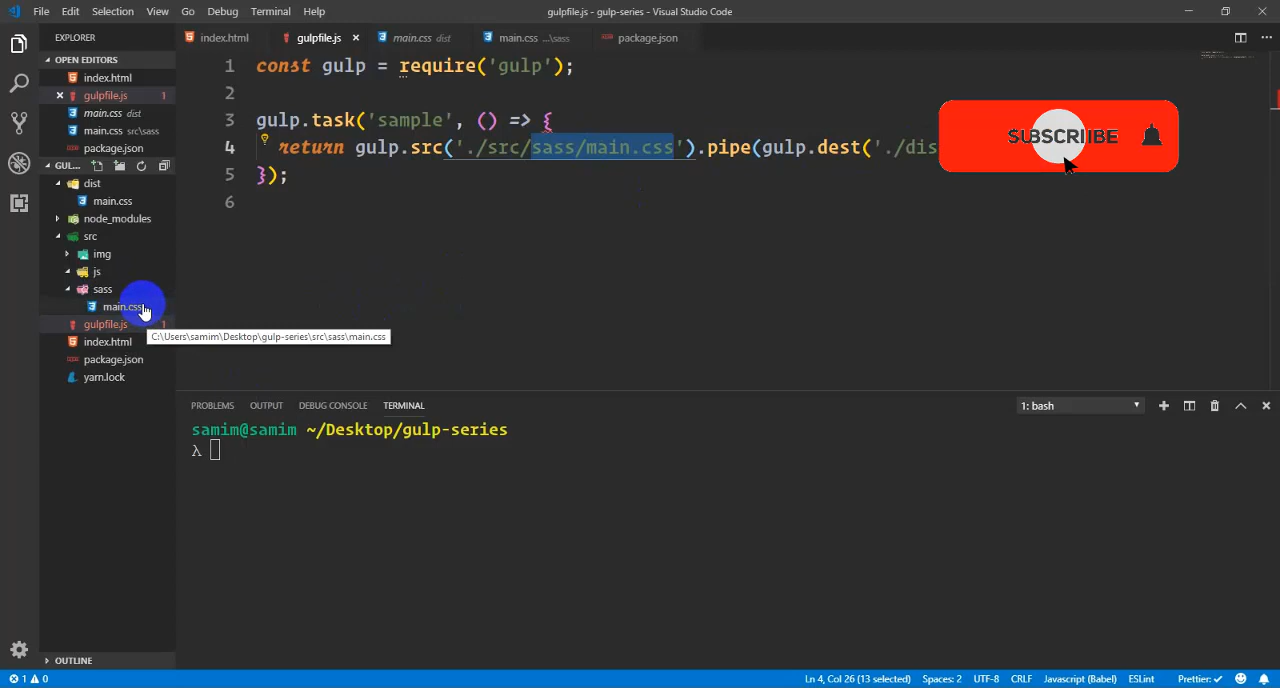 File Edit Selection View Go Debug Terminal Help
gulpfile.js - gulp-series - Visual Studio Code
EXPLORER
index.html gulpfile.js main.css dist main.css ...\sass package.json
OPEN EDITORS
index.html
gulpfile.js 1
main.css dist
main.css src\sass
package.json
GUL...
dist
main.css
node_modules
src
img
js
sass
main.css
gulpfile.js 1
C:\Users\samim\Desktop\gulp-series\src\sass\main.css
index.html
package.json
yarn.lock
OUTLINE
1 const gulp = require('gulp');
2
3 gulp.task('sample', () => {
4 return gulp.src('./src/sass/main.css').pipe(gulp.dest('./dis
5 });
6
SUBSCRIBE
PROBLEMS OUTPUT DEBUG CONSOLE TERMINAL
1: bash
samim@samim ~/Desktop/gulp-series
λ
1 0
Ln 4, Col 26 (13 selected) Spaces: 2 UTF-8 CRLF Javascript (Babel) ESLint Prettier: ✓